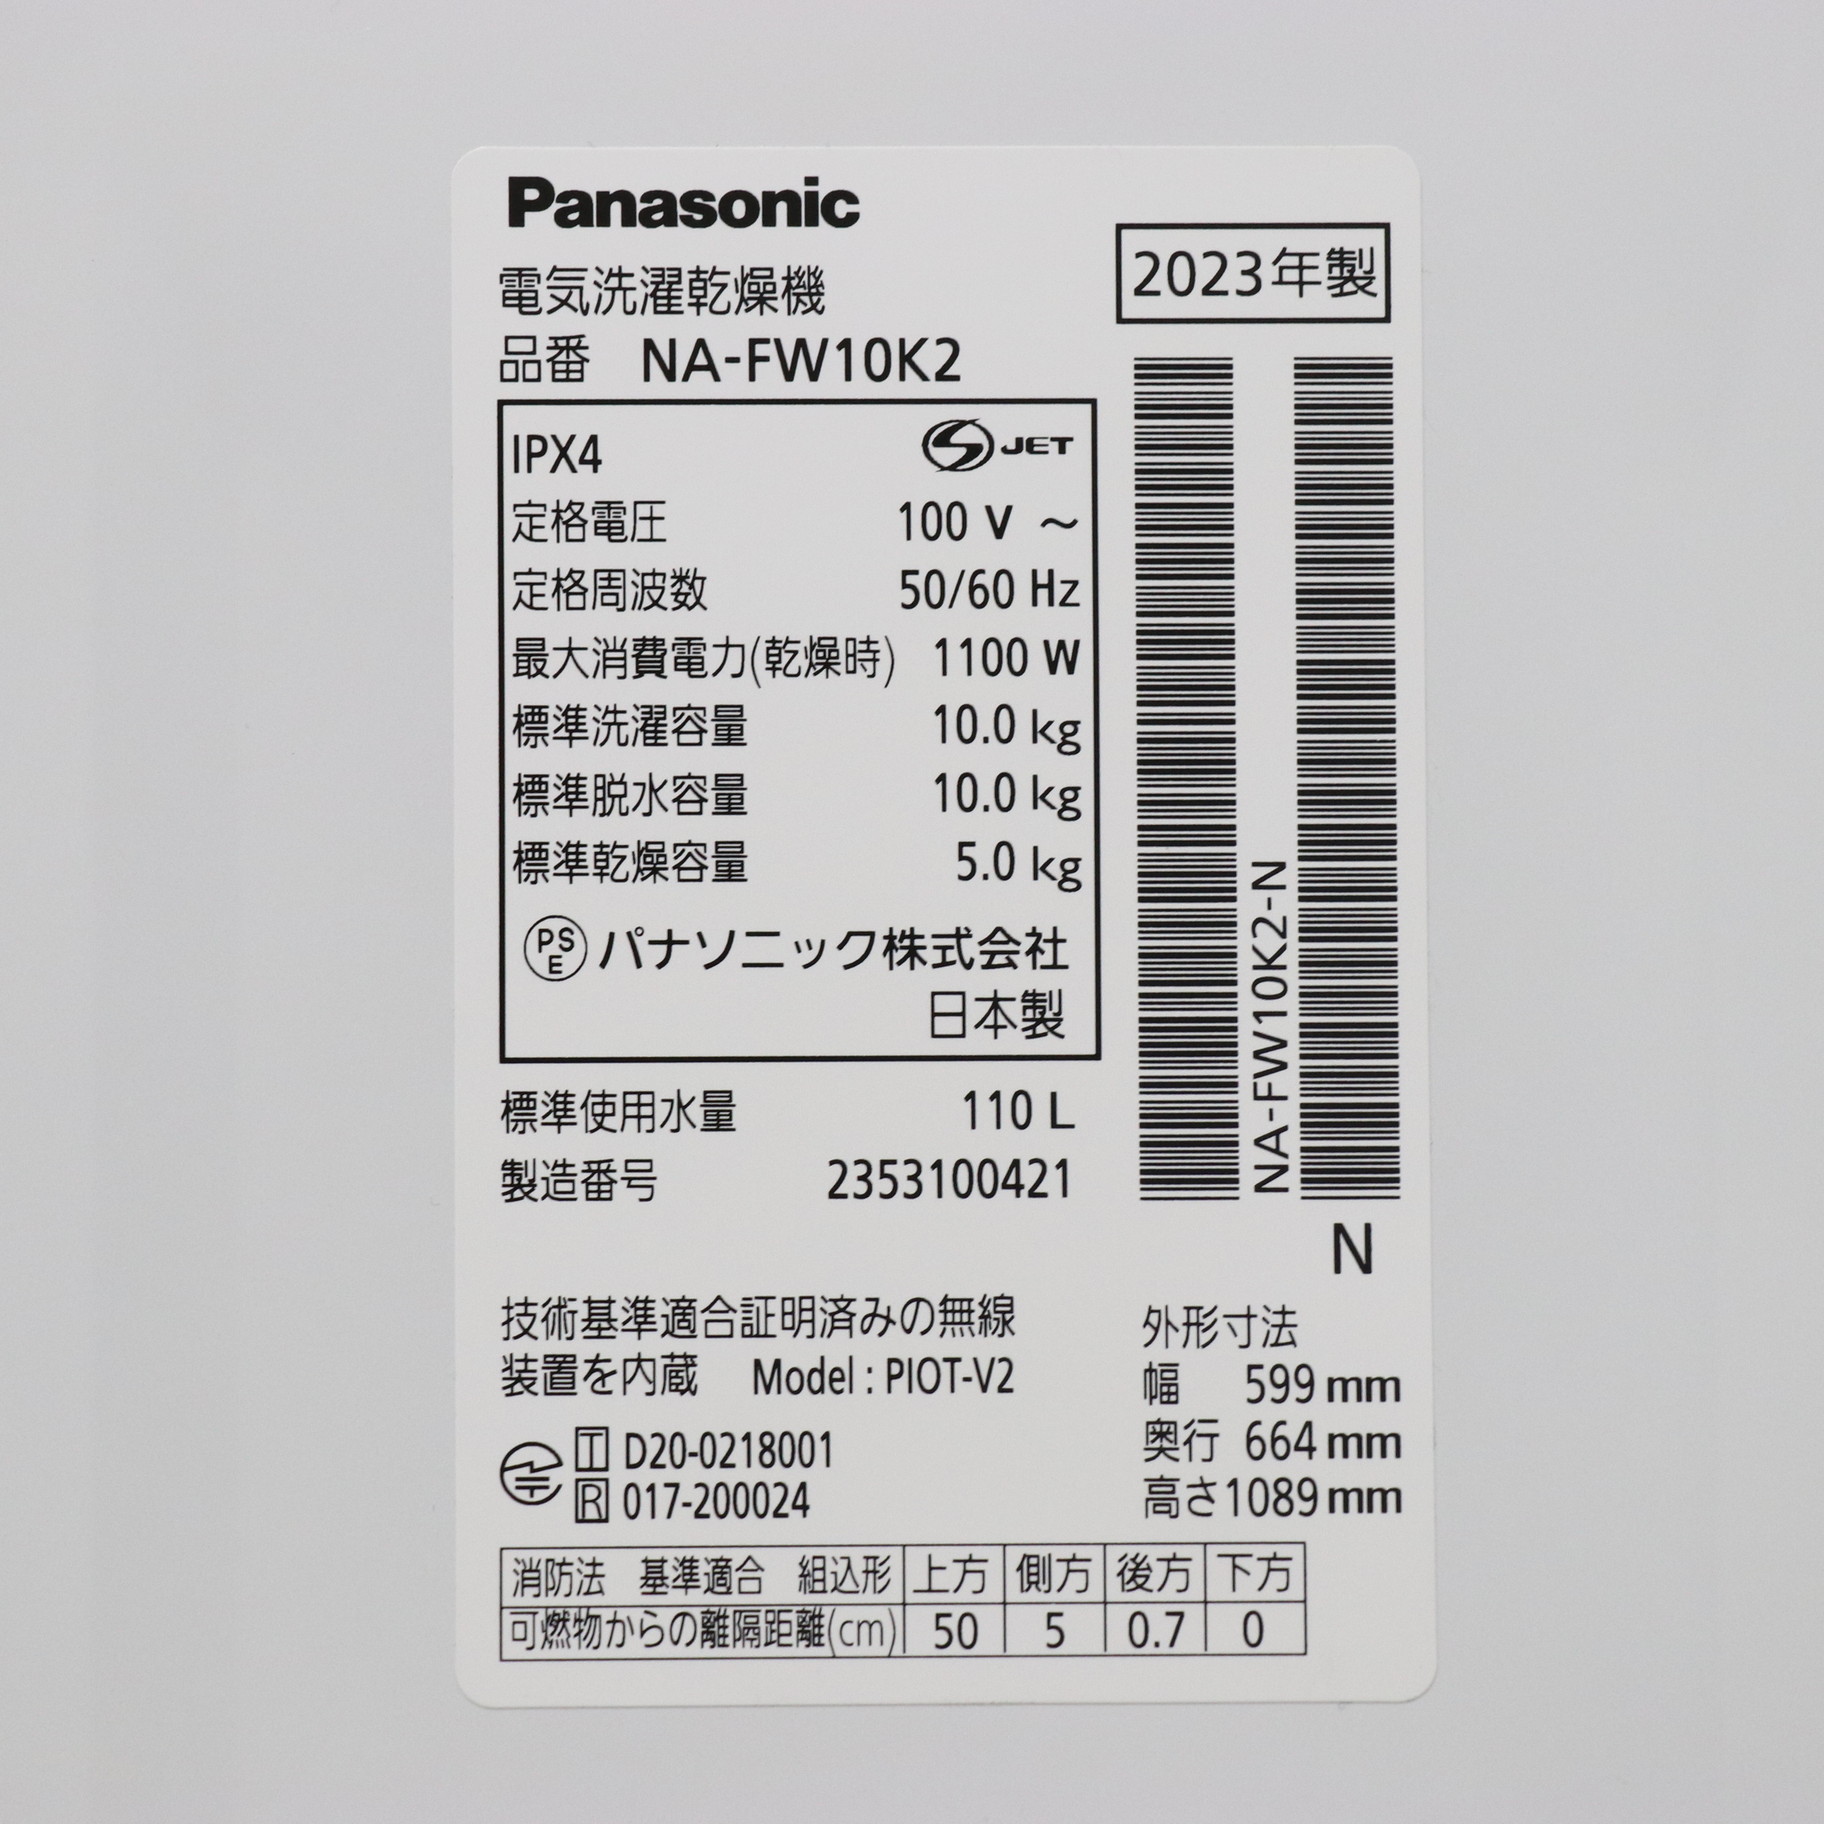 Panasonic
2023年製
電気洗濯乾燥機
品番 NA-FW10K2
IPX4 S JET
定格電圧 100 V ～
定格周波数 50/60 Hz
最大消費電力(乾燥時) 1100 W
標準洗濯容量 10.0 kg
標準脱水容量 10.0 kg
標準乾燥容量 5.0 kg
PSE パナソニック株式会社
日本製
NA-FW10K2-N
標準使用水量 110 L
製造番号 2353100421
N
技術基準適合証明済みの無線
装置を内蔵 Model : PIOT-V2
T D20-0218001
R 017-200024
外形寸法
幅 599 mm
奥行 664 mm
高さ1089 mm
消防法 基準適合 組込形 上方 側方 後方 下方
可燃物からの離隔距離(cm) 50 5 0.7 0